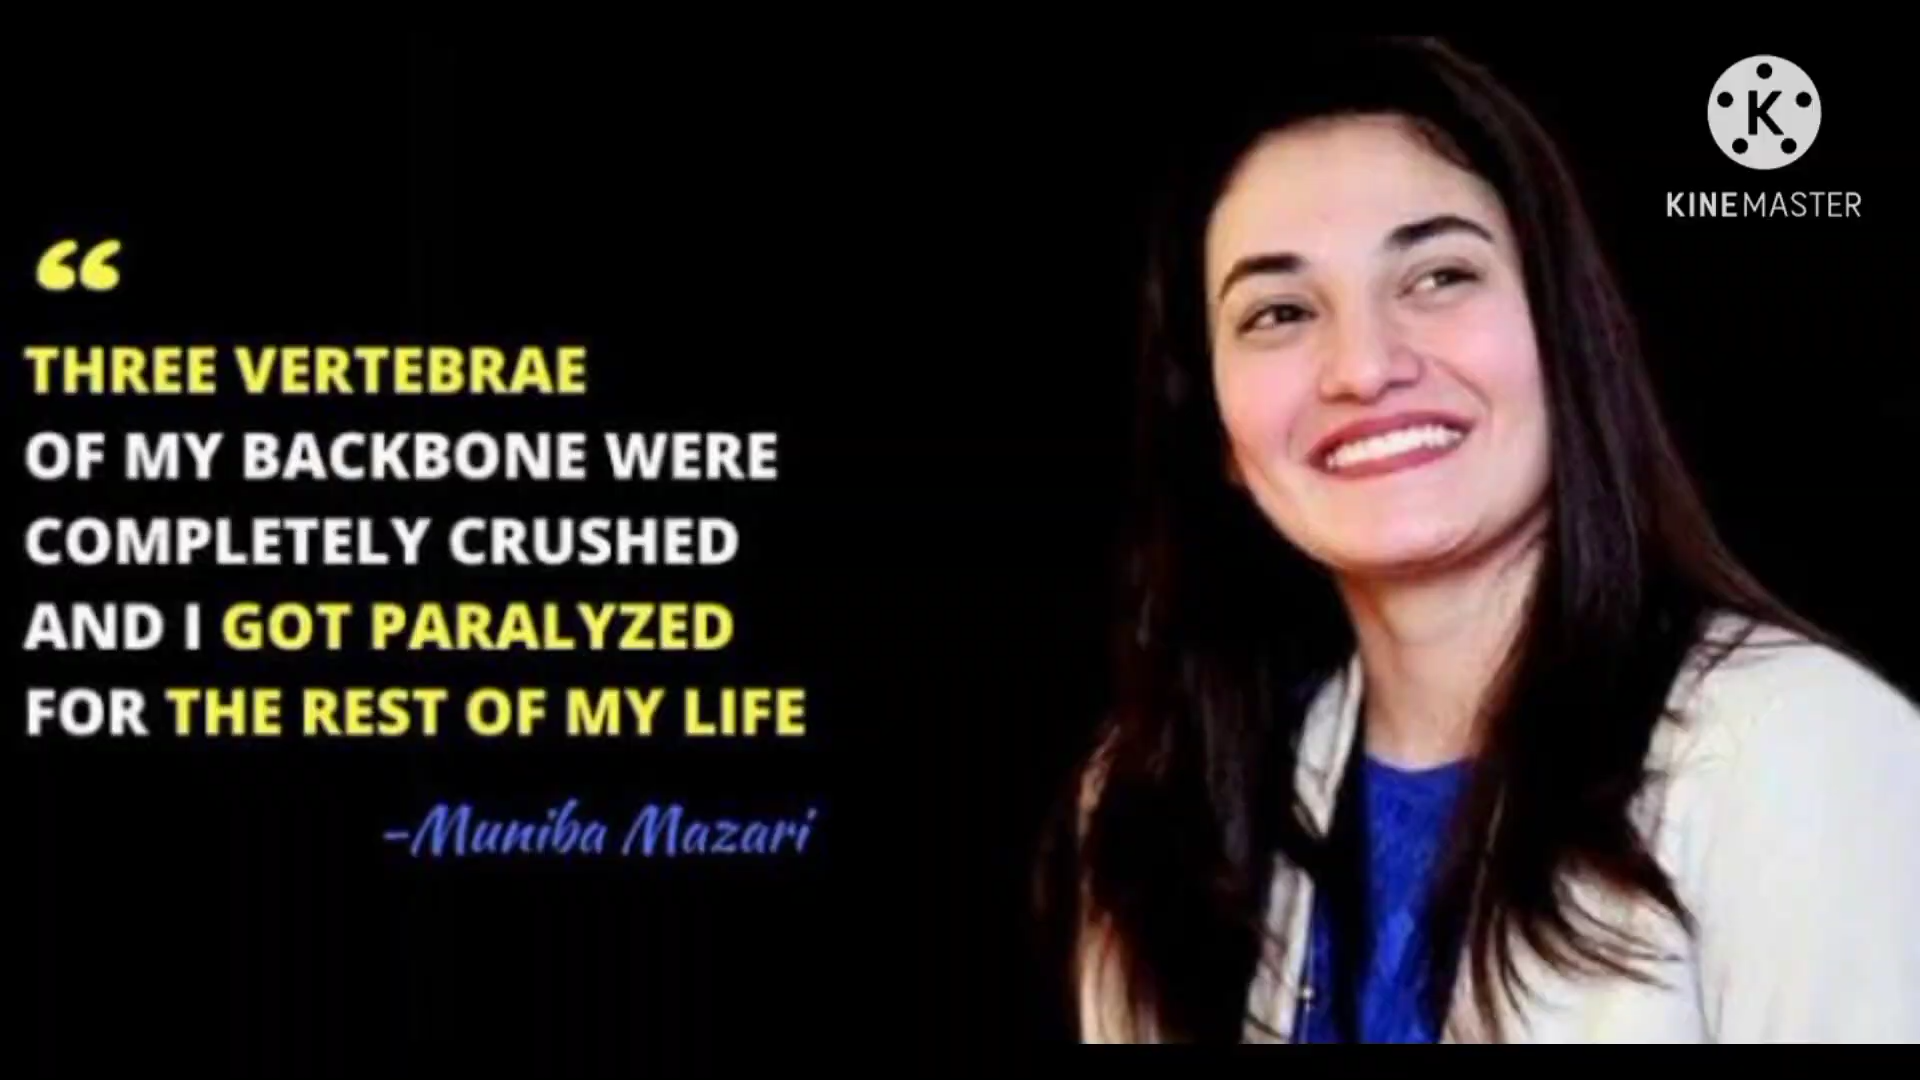 K
KINEMASTER
“
THREE VERTEBRAE
OF MY BACKBONE WERE
COMPLETELY CRUSHED
AND I GOT PARALYZED
FOR THE REST OF MY LIFE
-Muniba Mazari